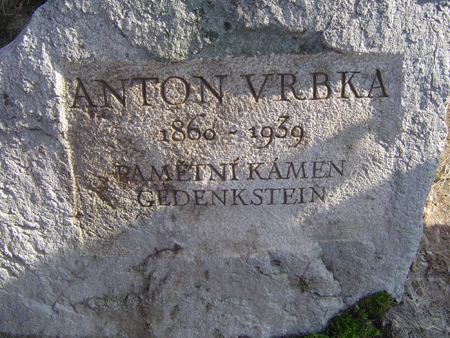 ANTON VRBKA
1860 - 1939
PAMĚTNÍ KÁMEN
GEDENKSTEIN